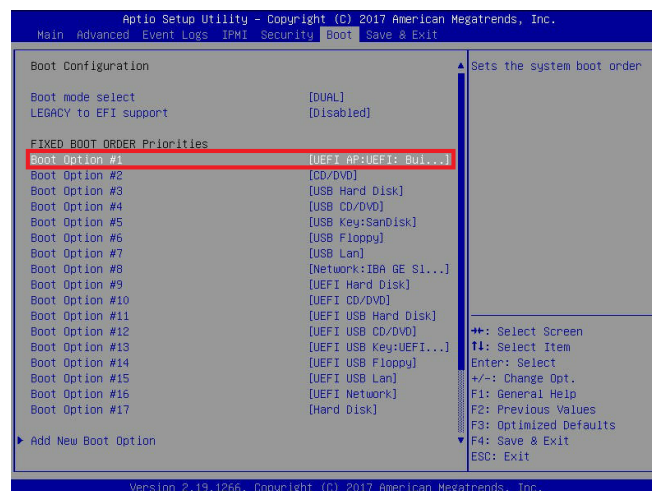 Aptio Setup Utility – Copyright (C) 2017 American Megatrends, Inc.
Main Advanced Event Logs IPMI Security Boot Save & Exit
Boot Configuration
Boot mode select [DUAL]
LEGACY to EFI support [Disabled]
FIXED BOOT ORDER Priorities
Boot Option #1 [UEFI AP:UEFI: Bui...]
Boot Option #2 [CD/DVD]
Boot Option #3 [USB Hard Disk]
Boot Option #4 [USB CD/DVD]
Boot Option #5 [USB Key:SanDisk]
Boot Option #6 [USB Floppy]
Boot Option #7 [USB Lan]
Boot Option #8 [Network:IBA GE Sl...]
Boot Option #9 [UEFI Hard Disk]
Boot Option #10 [UEFI CD/DVD]
Boot Option #11 [UEFI USB Hard Disk]
Boot Option #12 [UEFI USB CD/DVD]
Boot Option #13 [UEFI USB Key:UEFI...]
Boot Option #14 [UEFI USB Floppy]
Boot Option #15 [UEFI USB Lan]
Boot Option #16 [UEFI Network]
Boot Option #17 [Hard Disk]
Add New Boot Option
Sets the system boot order
→←: Select Screen
↑↓: Select Item
Enter: Select
+/-: Change Opt.
F1: General Help
F2: Previous Values
F3: Optimized Defaults
F4: Save & Exit
ESC: Exit
Version 2.19.1266. Copyright (C) 2017 American Megatrends, Inc.